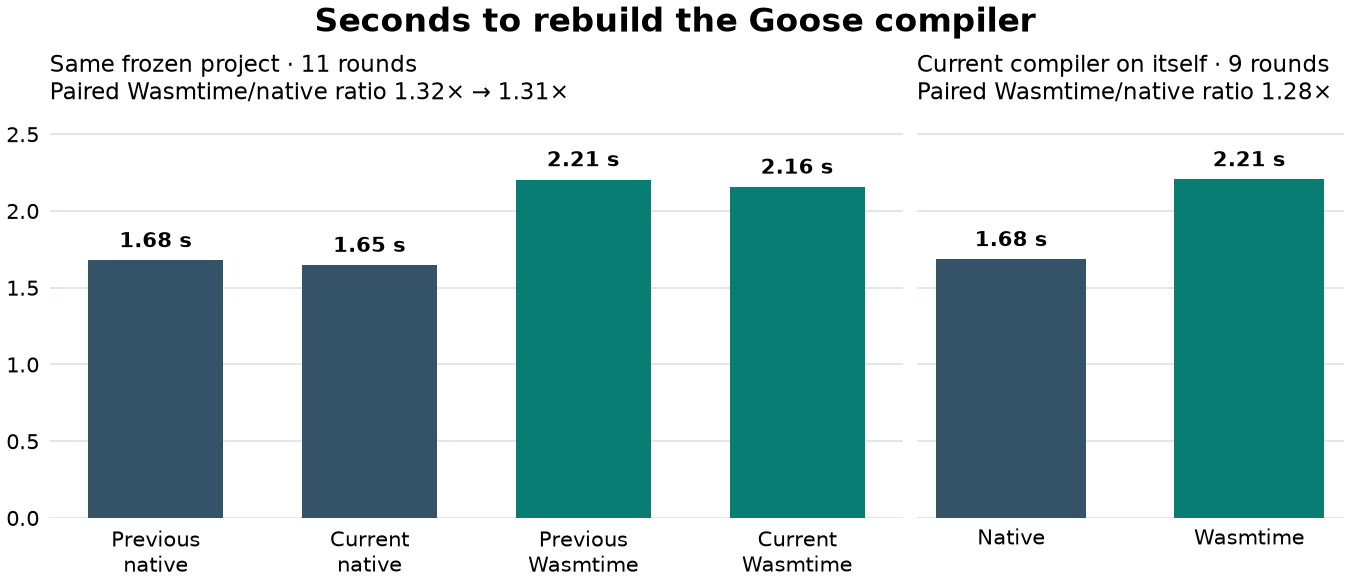 Seconds to rebuild the Goose compiler
Same frozen project · 11 rounds
Paired Wasmtime/native ratio 1.32× → 1.31×
Current compiler on itself · 9 rounds
Paired Wasmtime/native ratio 1.28×
2.5
2.0
1.5
1.0
0.5
0.0
1.68 s
1.65 s
2.21 s
2.16 s
1.68 s
2.21 s
Previous
native
Current
native
Previous
Wasmtime
Current
Wasmtime
Native
Wasmtime